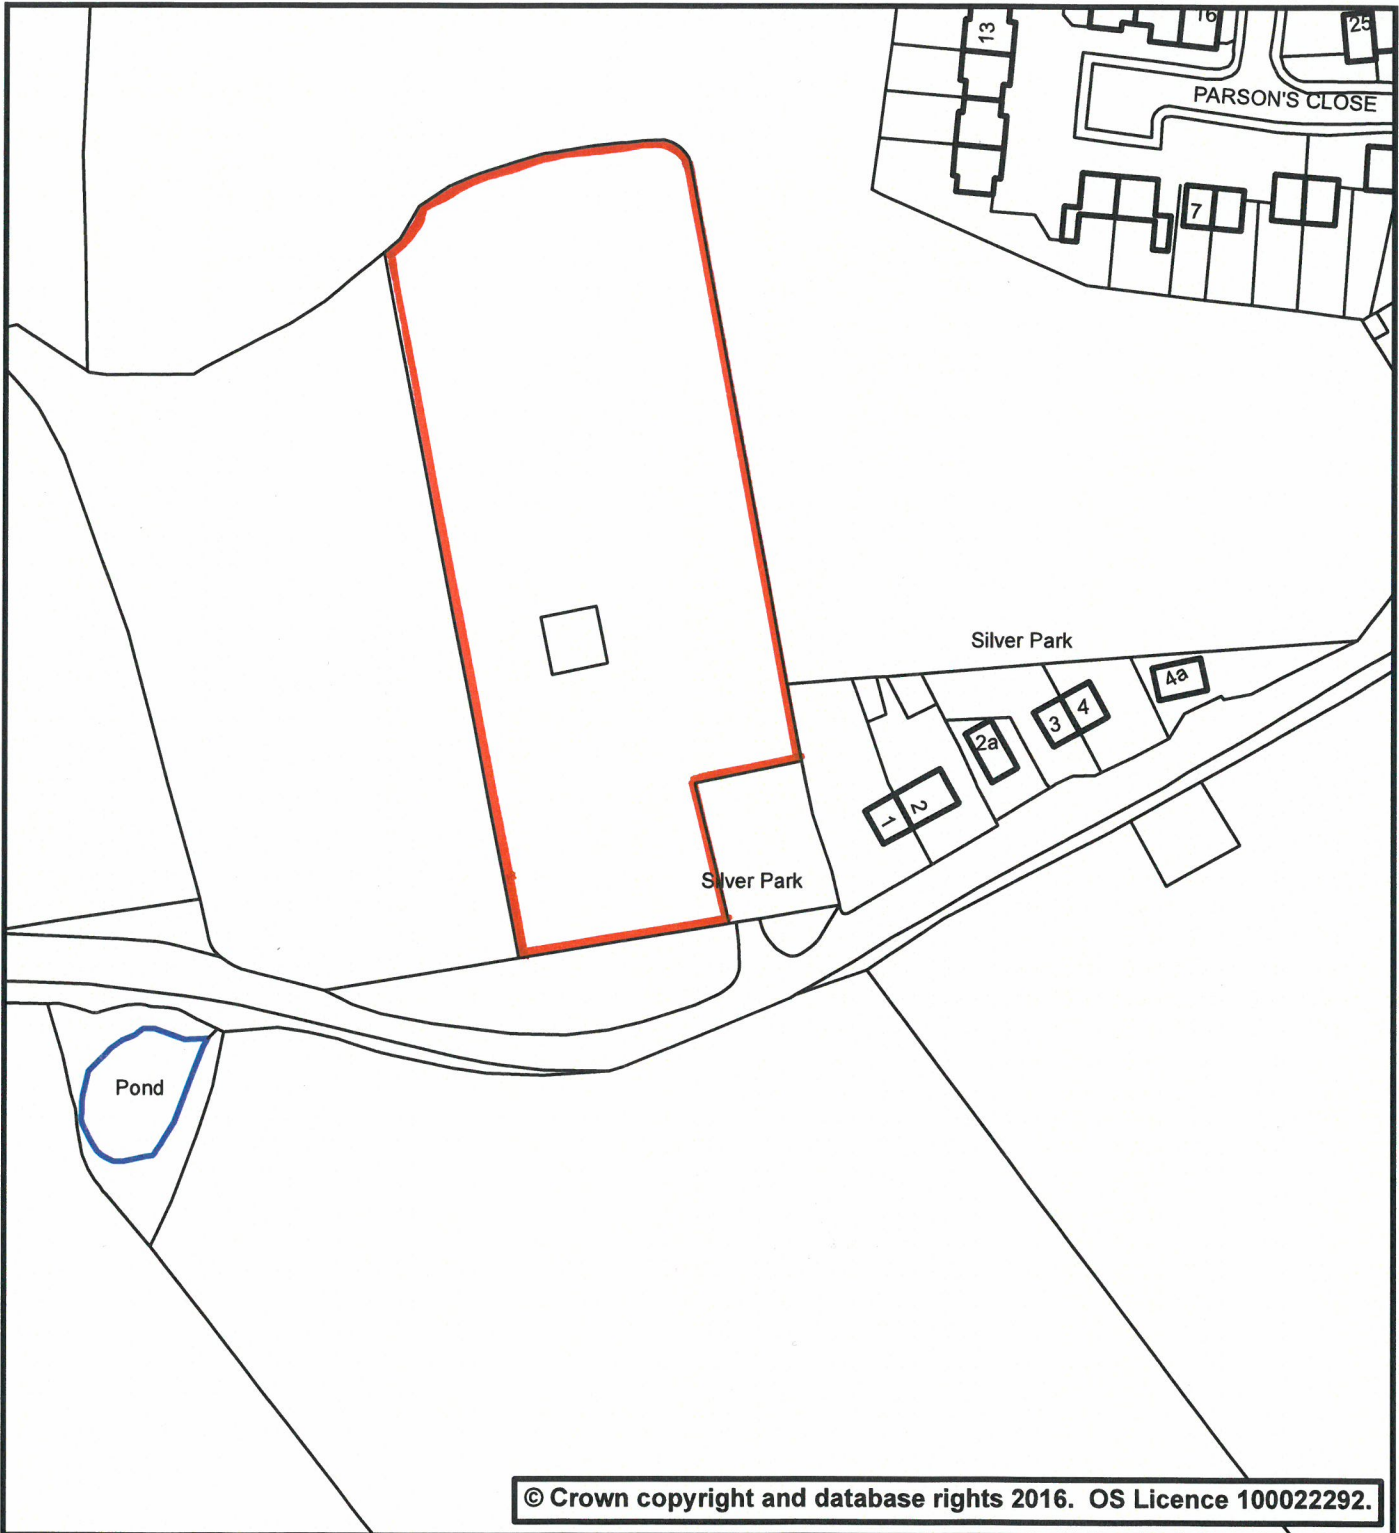 16
25
13
PARSON'S CLOSE
7
Silver Park
4a
4
3
2a
2
1
Silver Park
Pond
© Crown copyright and database rights 2016. OS Licence 100022292.